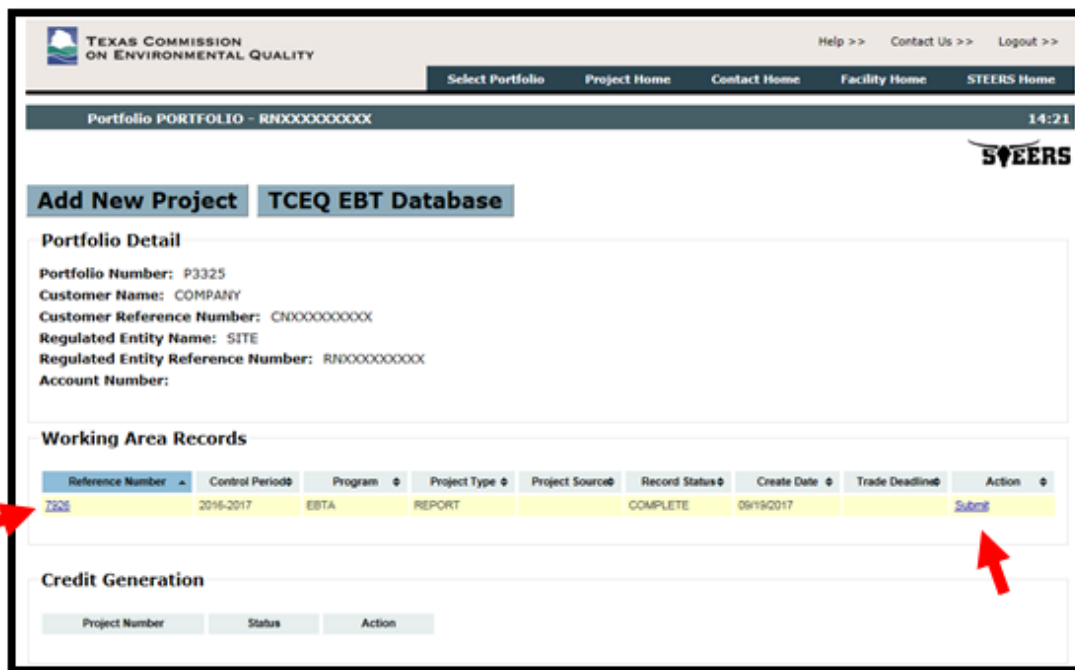 TEXAS COMMISSION
ON ENVIRONMENTAL QUALITY
Help >> Contact Us >> Logout >>
Select Portfolio Project Home Contact Home Facility Home STEERS Home
Portfolio PORTFOLIO - RNXXXXXXXXX 14:21
STEERS
Add New Project TCEQ EBT Database
Portfolio Detail
Portfolio Number: P3325
Customer Name: COMPANY
Customer Reference Number: CNXXXXXXXXX
Regulated Entity Name: SITE
Regulated Entity Reference Number: RNXXXXXXXXX
Account Number:
Working Area Records
Reference Number Control Period Program Project Type Project Source Record Status Create Date Trade Deadline Action
7926 2016-2017 EBTA REPORT COMPLETE 09/19/2017 Submit
Credit Generation
Project Number Status Action